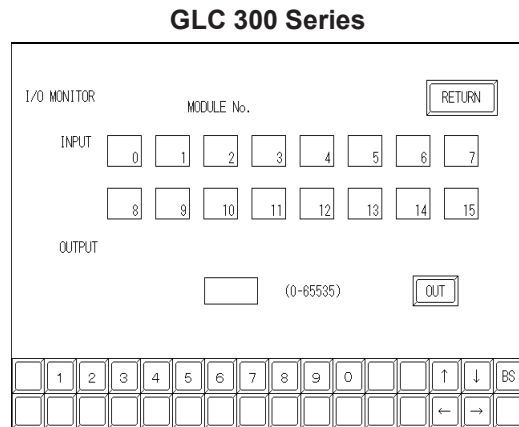 GLC 300 Series
I/O MONITOR
MODULE No.
RETURN
INPUT 0 1 2 3 4 5 6 7
8 9 10 11 12 13 14 15
OUTPUT
(0-65535) OUT
1 2 3 4 5 6 7 8 9 0 ↑ ↓ BS
← →